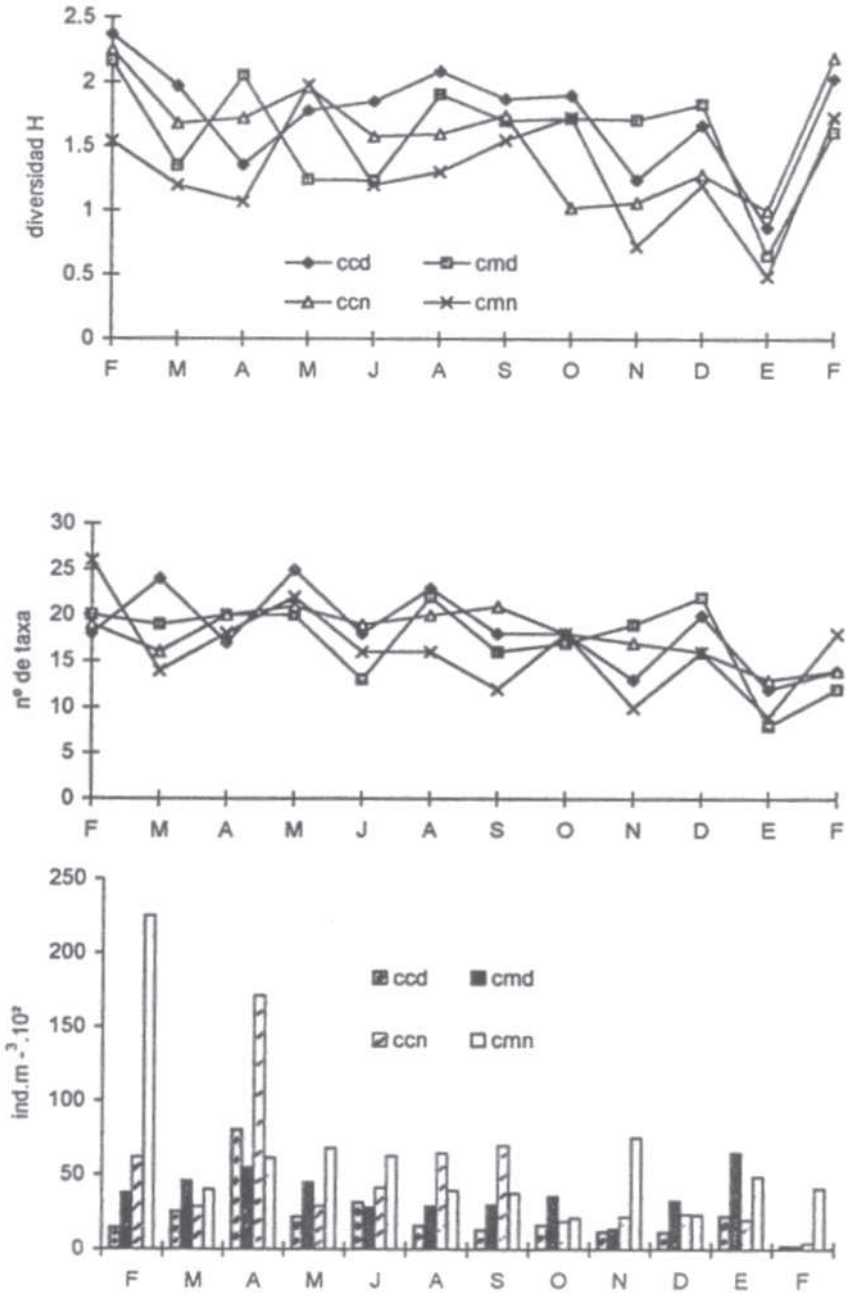 2.5
2
1.5
1
0.5
0
diversidad H
ccd cmd
ccn cmn
F M A M J A S O N D E F
30
25
20
15
10
5
0
nº de taxa
F M A M J A S O N D E F
250
200
150
100
50
0
ind.m -³.10²
ccd cmd
ccn cmn
F M A M J A S O N D E F